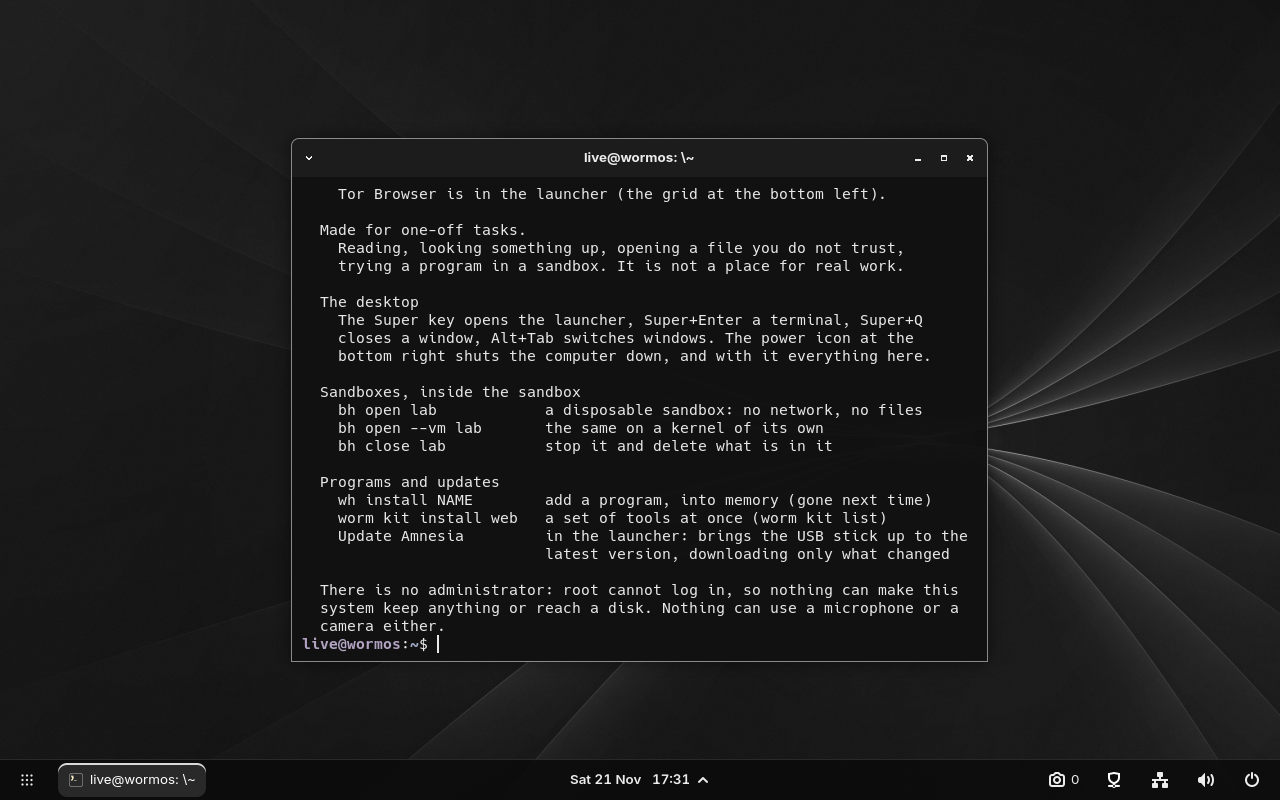 live@wormos: \~
Tor Browser is in the launcher (the grid at the bottom left).
Made for one-off tasks.
Reading, looking something up, opening a file you do not trust,
trying a program in a sandbox. It is not a place for real work.
The desktop
The Super key opens the launcher, Super+Enter a terminal, Super+Q
closes a window, Alt+Tab switches windows. The power icon at the
bottom right shuts the computer down, and with it everything here.
Sandboxes, inside the sandbox
bh open lab a disposable sandbox: no network, no files
bh open --vm lab the same on a kernel of its own
bh close lab stop it and delete what is in it
Programs and updates
wh install NAME add a program, into memory (gone next time)
worm kit install web a set of tools at once (worm kit list)
Update Amnesia in the launcher: brings the USB stick up to the
latest version, downloading only what changed
There is no administrator: root cannot log in, so nothing can make this
system keep anything or reach a disk. Nothing can use a microphone or a
camera either.
live@wormos:~$
live@wormos: \~
Sat 21 Nov 17:31
0